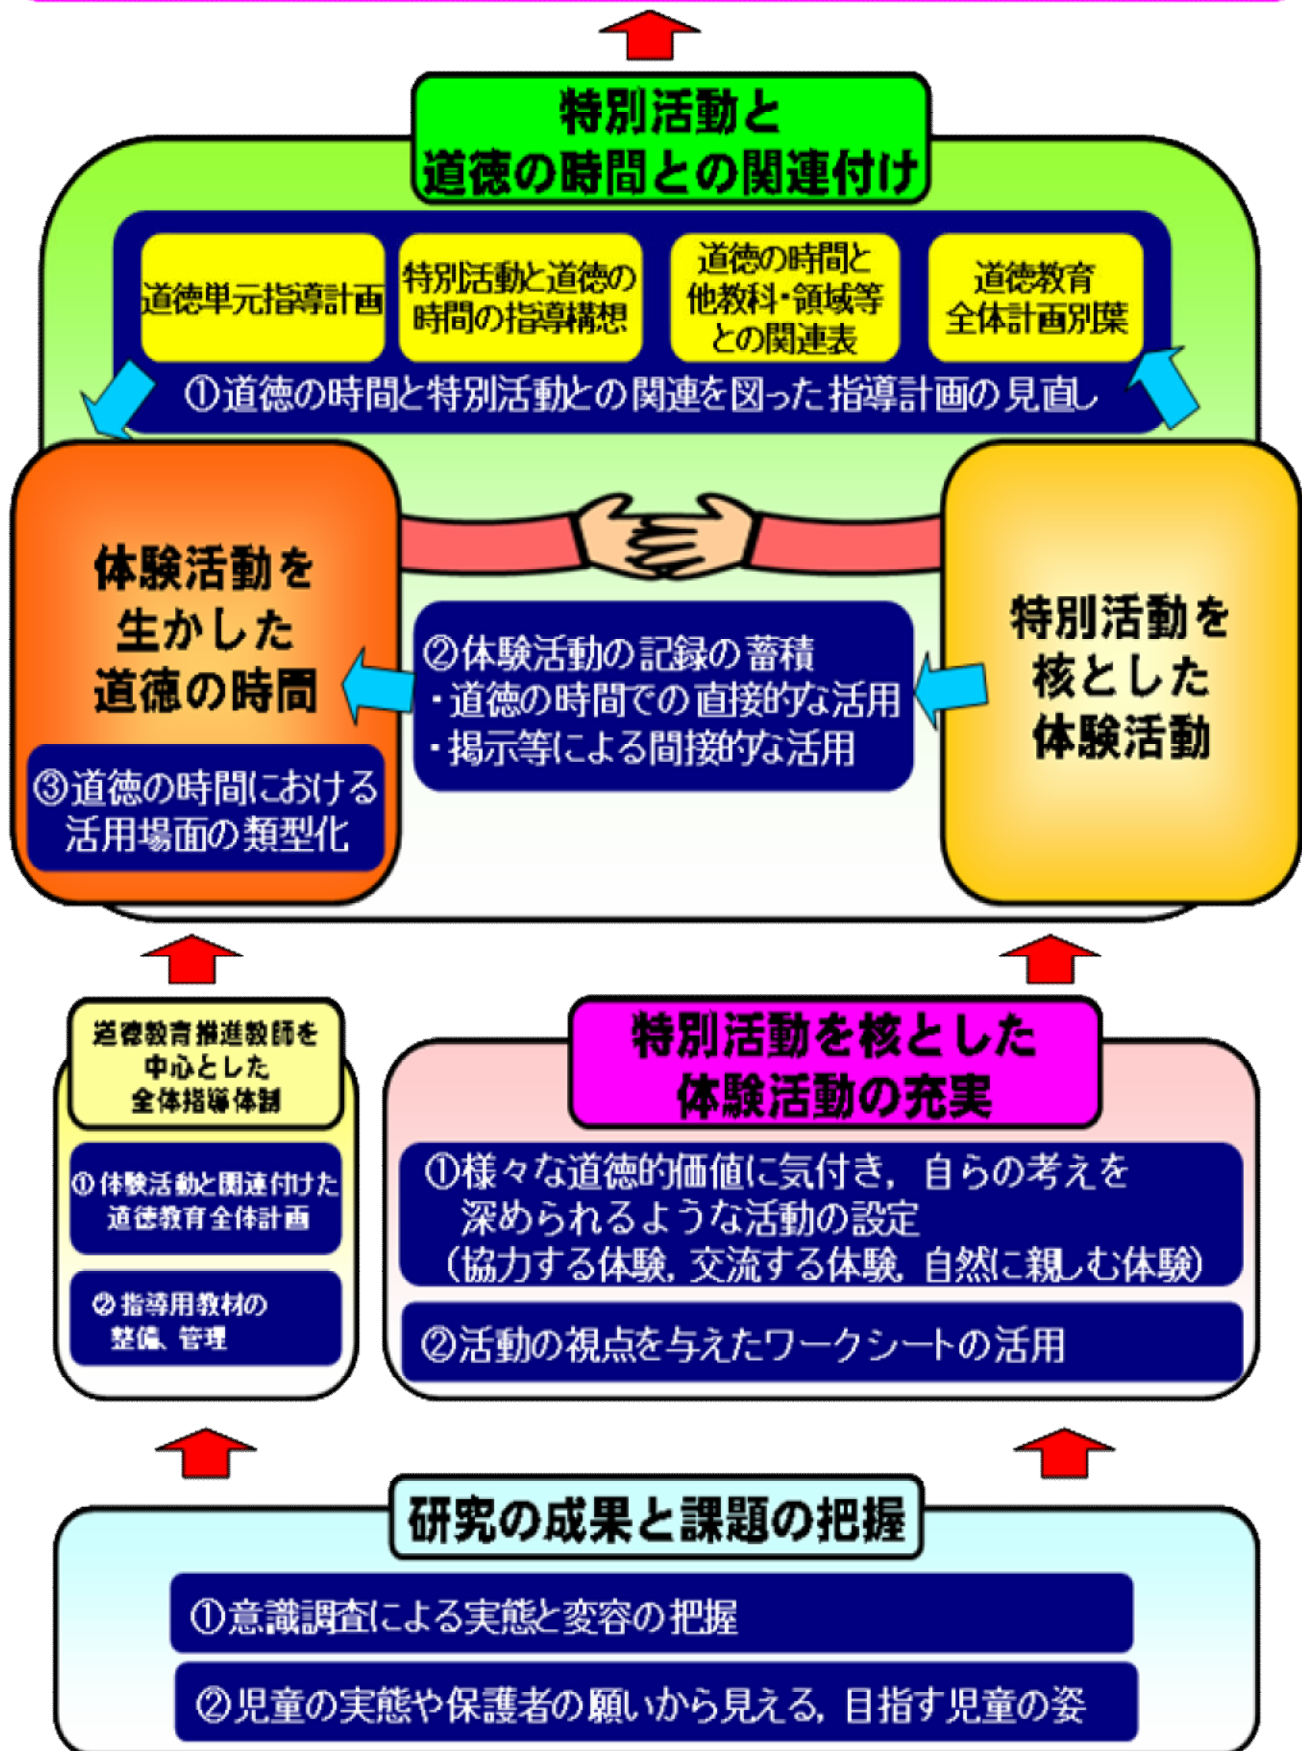 特別活動と
道徳の時間との関連付け
道徳単元指導計画
特別活動と道徳の
時間の指導構想
道徳の時間と
他教科・領域等
との関連表
道徳教育
全体計画別葉
①道徳の時間と特別活動との関連を図った指導計画の見直し
体験活動を
生かした
道徳の時間
②体験活動の記録の蓄積
・道徳の時間での直接的な活用
・掲示等による間接的な活用
特別活動を
核とした
体験活動
③道徳の時間における
活用場面の類型化
道徳教育推進教師を
中心とした
全体指導体制
①体験活動と関連付けた
道徳教育全体計画
②指導用教材の
整備、管理
特別活動を核とした
体験活動の充実
①様々な道徳的価値に気付き，自らの考えを
深められるような活動の設定
（協力する体験，交流する体験，自然に親しむ体験）
②活動の視点を与えたワークシートの活用
研究の成果と課題の把握
①意識調査による実態と変容の把握
②児童の実態や保護者の願いから見える，目指す児童の姿